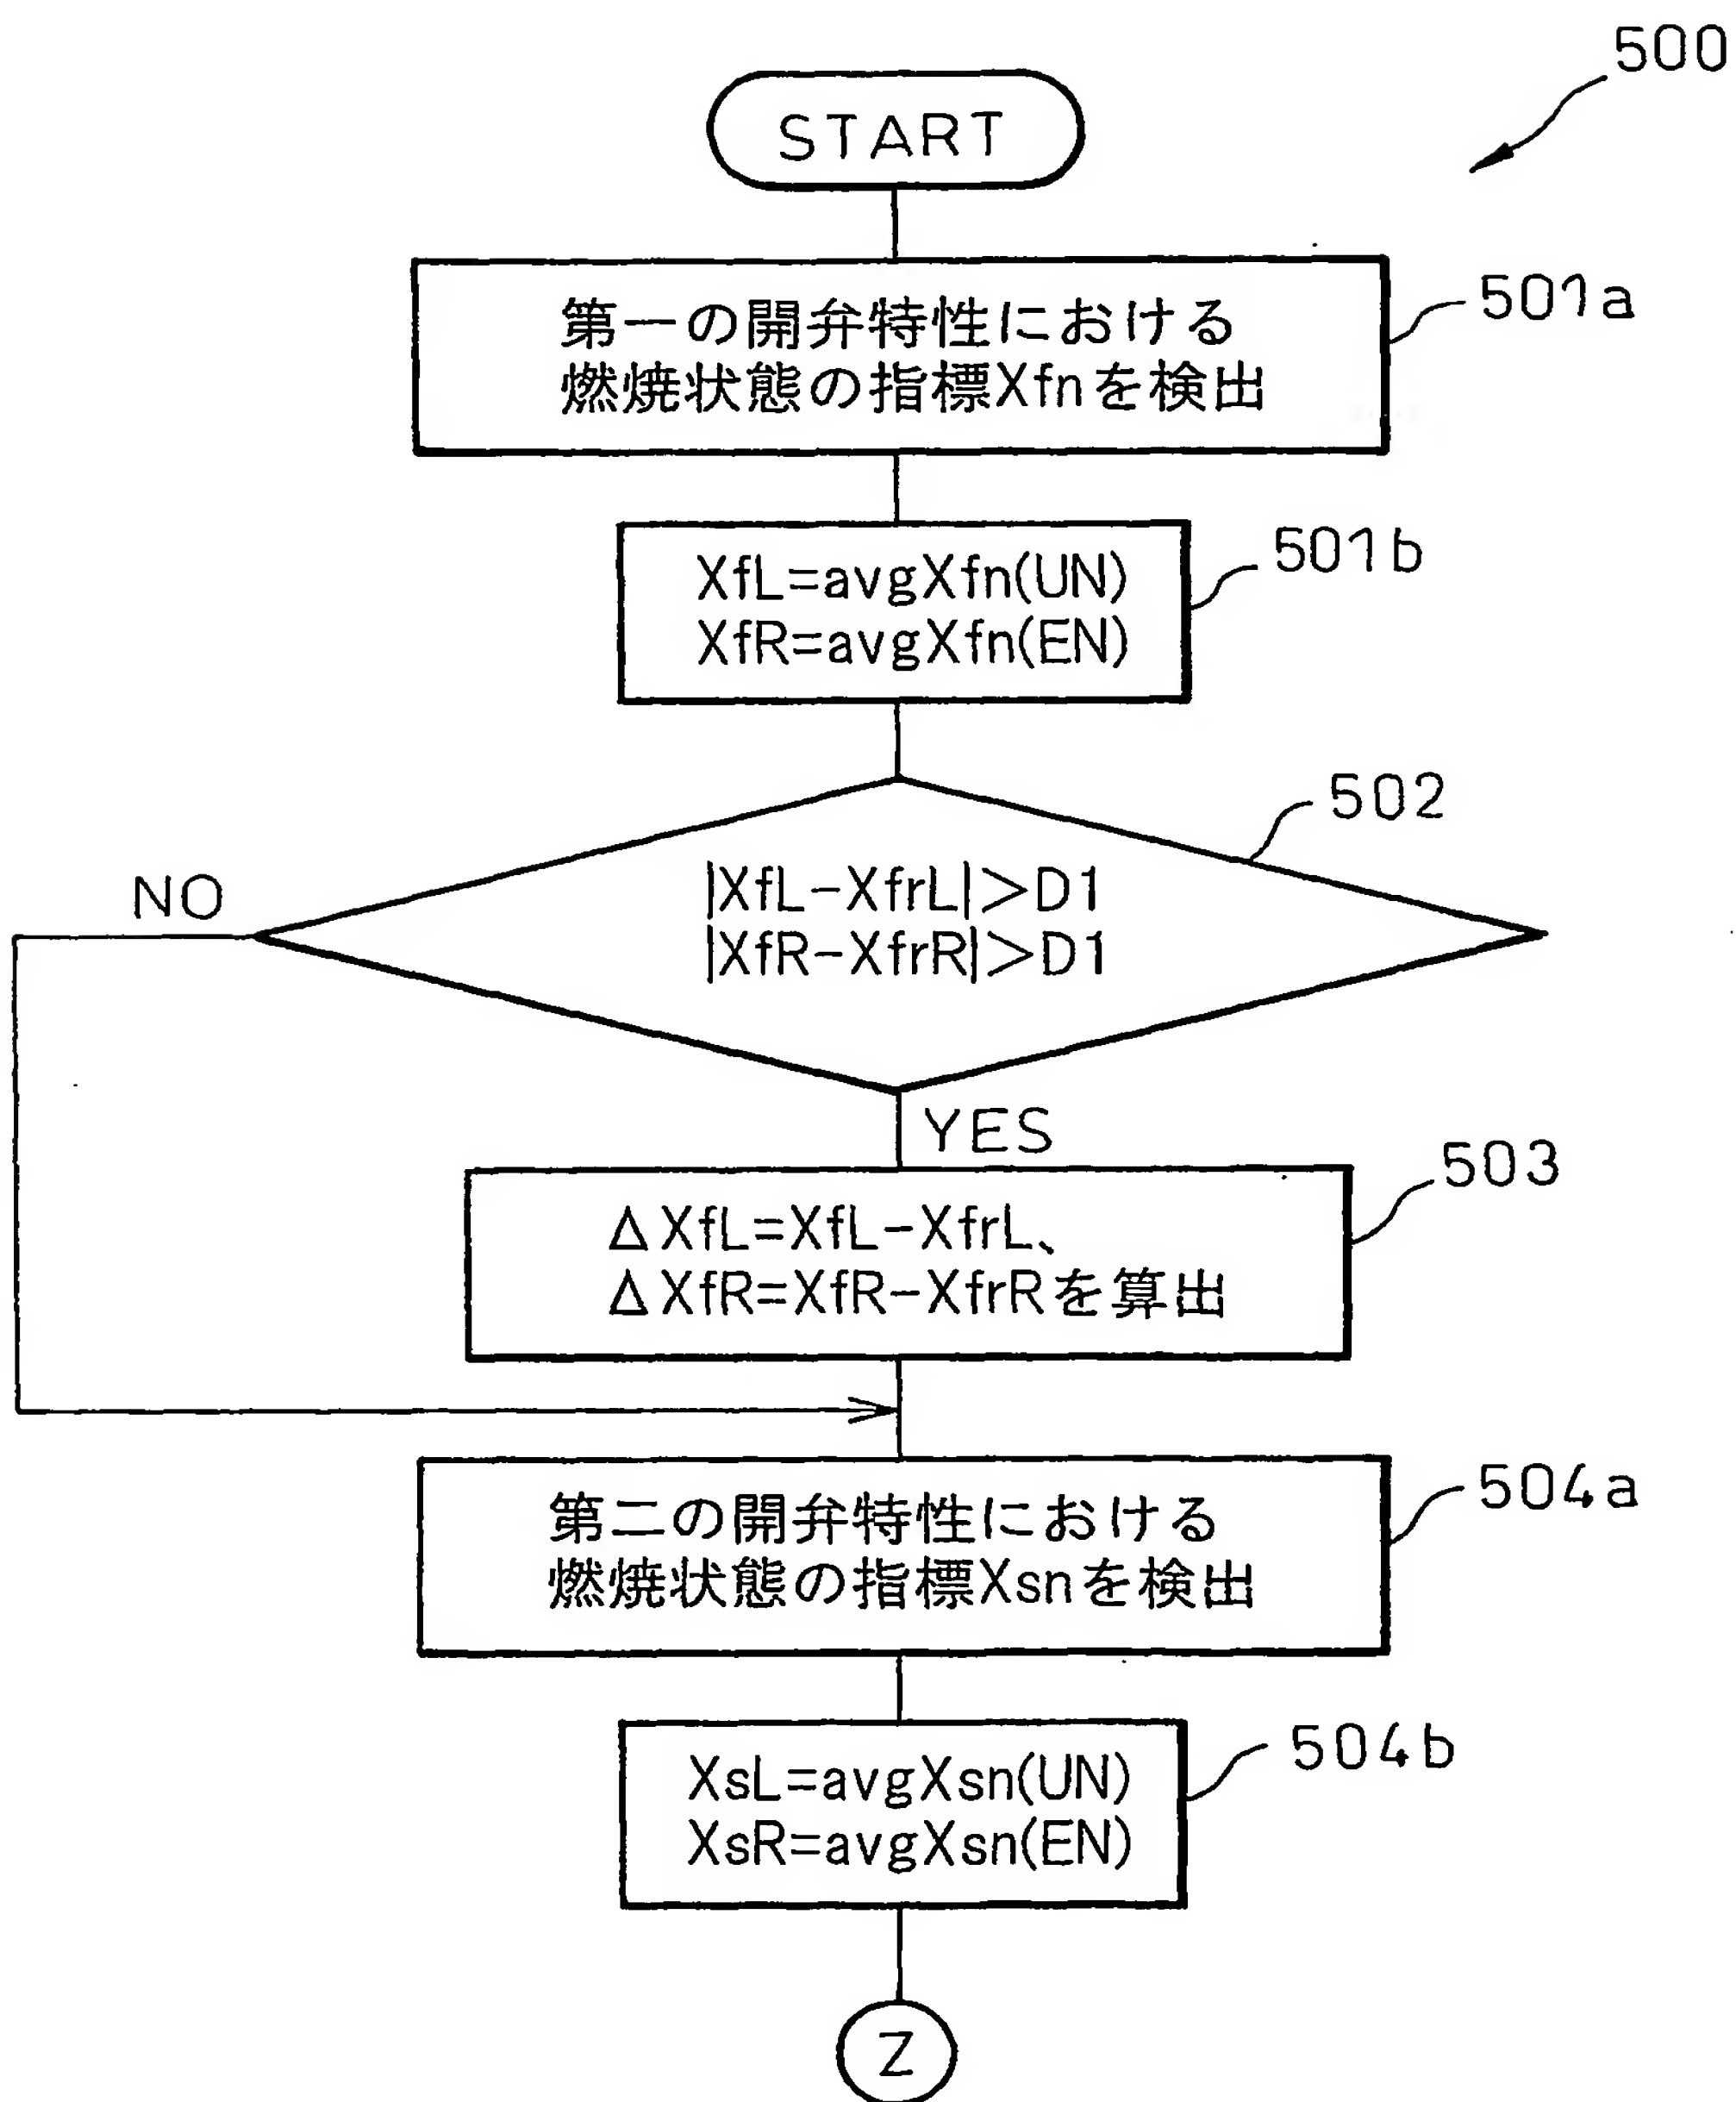 500
START
第一の開弁特性における
燃焼状態の指標Xfnを検出
501a
XfL=avgXfn(UN)
XfR=avgXfn(EN)
501b
502
|XfL-XfrL|>D1
|XfR-XfrR|>D1
NO
YES
503
ΔXfL=XfL-XfrL、
ΔXfR=XfR-XfrRを算出
第二の開弁特性における
燃焼状態の指標Xsnを検出
504a
XsL=avgXsn(UN)
XsR=avgXsn(EN)
504b
Z